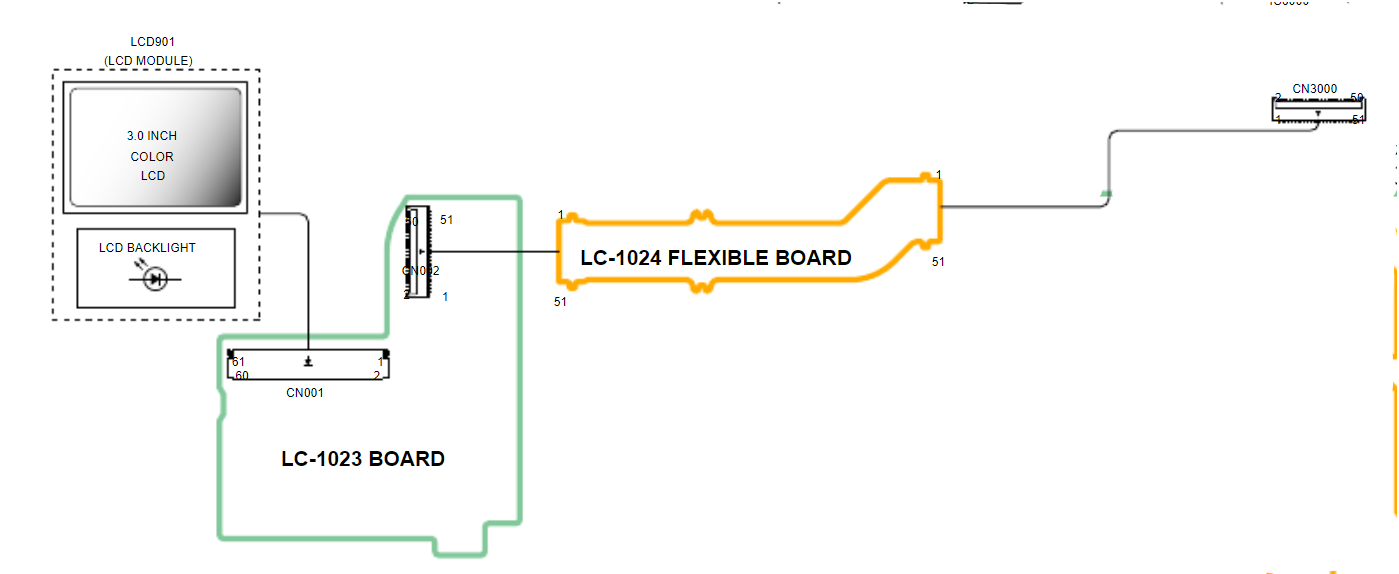 LCD901
(LCD MODULE)
3.0 INCH
COLOR
LCD
LCD BACKLIGHT
CN3000
2
50
1
51
51
CN002
2
1
1
51
LC-1024 FLEXIBLE BOARD
1
51
61
1
60
2
CN001
LC-1023 BOARD